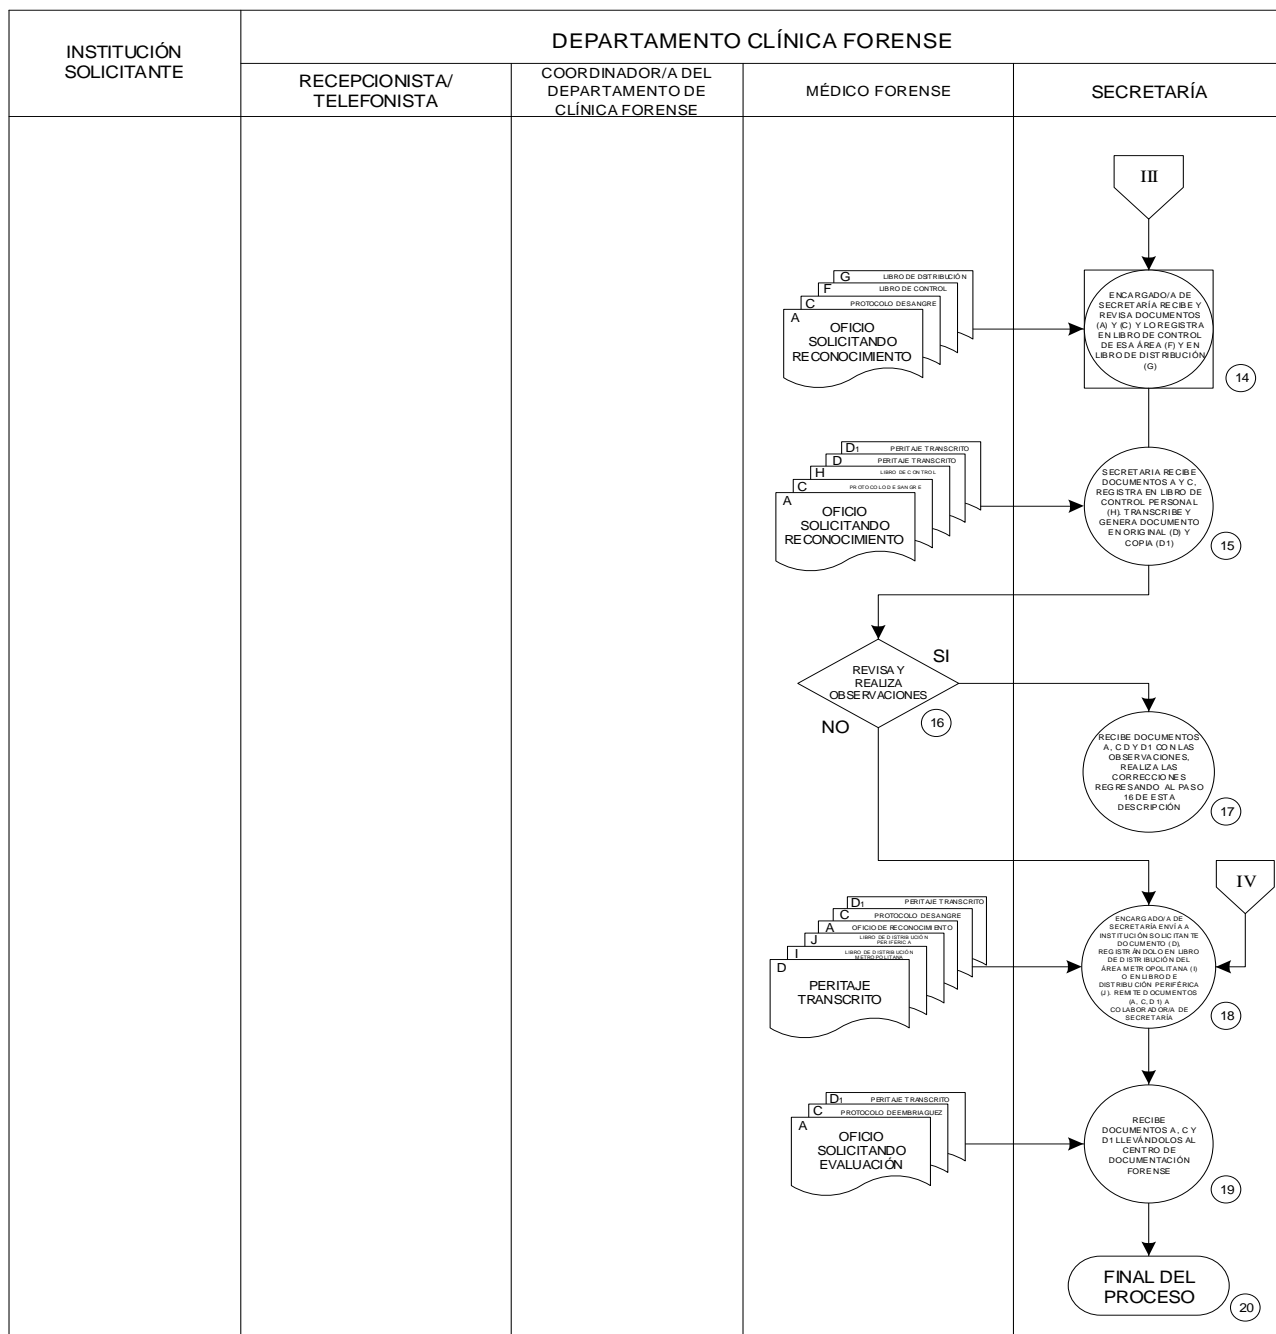 INSTITUCIÓN
SOLICITANTE
DEPARTAMENTO CLÍNICA FORENSE
RECEPCIONISTA/
TELEFONISTA
COORDINADOR/A DEL
DEPARTAMENTO DE
CLÍNICA FORENSE
MÉDICO FORENSE
SECRETARÍA
III
G LIBRO DE DSITRIBUCIÓN
F LIBRO DE CONTROL
C PROTOCOLO DE SANGRE
A
OFICIO
SOLICITANDO
RECONOCIMIENTO
ENCARGADO/A DE
SECRETARÍA RECIBE Y
REVISA DOCUMENTOS
(A) Y (C) Y LO REGISTRA
EN LIBRO DE CONTROL
DE ESA ÁREA (F) Y EN
LIBRO DE DISTRIBUCIÓN
(G)
14
D1 PERITAJE TRANSCRITO
D PERITAJE TRANSCRITO
H LIBRO DE CONTROL
C PROTOCOLO DE SANGRE
A
OFICIO
SOLICITANDO
RECONOCIMIENTO
SECRETARIA RECIBE
DOCUMENTOS A Y C,
REGISTRA EN LIBRO DE
CONTROL PERSONAL
(H). TRANSCRIBE Y
GENERA DOCUMENTO
EN ORIGINAL (D) Y
COPIA (D1)
15
REVISA Y
REALIZA
OBSERVACIONES
SI
NO
16
RECIBE DOCUMENTOS
A, C D Y D1 CON LAS
OBSERVACIONES,
REALIZA LAS
CORRECCIONES
REGRESANDO AL PASO
16 DE ESTA
DESCRIPCIÓN
17
IV
D1 PERITAJE TRANSCRITO
C PROTOCOLO DE SANGRE
A OFICIO DE RECONOCIMIENTO
J LIBRO DE DISTRIBUCIÓN
PERIFÉRICA
I LIBRO DE DISTRIBUCIÓN
METROPOLITANA
D
PERITAJE
TRANSCRITO
ENCARGADO/A DE
SECRETARÍA ENVÍA A
INSTITUCIÓN SOLICITANTE
DOCUMENTO (D),
REGISTRÁNDOLO EN LIBRO
DE DISTRIBUCIÓN DEL
ÁREA METROPOLITANA (I)
O EN LIBRO DE
DISTRIBUCIÓN PERIFÉRICA
(J). REMITE DOCUMENTOS
(A, C, D1) A
COLABORADOR/A DE
SECRETARÍA
18
D1 PERITAJE TRANSCRITO
C PROTOCOLO DE EMBRIAGUEZ
A
OFICIO
SOLICITANDO
EVALUACIÓN
RECIBE
DOCUMENTOS A, C Y
D1 LLEVÁNDOLOS AL
CENTRO DE
DOCUMENTACIÓN
FORENSE
19
FINAL DEL
PROCESO
20